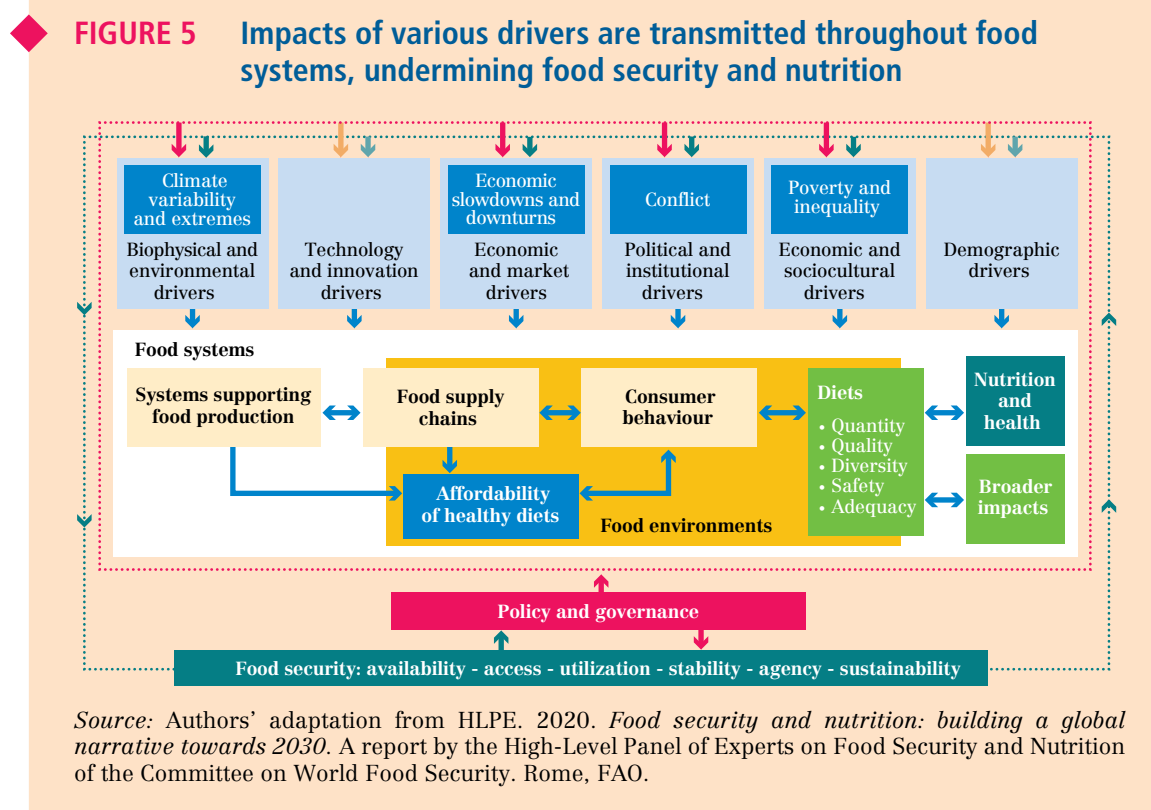 FIGURE 5 Impacts of various drivers are transmitted throughout food
systems, undermining food security and nutrition
Climate
variability
and extremes
Biophysical and
environmental
drivers
Technology
and innovation
drivers
Economic
slowdowns and
downturns
Economic
and market
drivers
Conflict
Political and
institutional
drivers
Poverty and
inequality
Economic and
sociocultural
drivers
Demographic
drivers
Food systems
Systems supporting
food production
Food supply
chains
Consumer
behaviour
Diets
• Quantity
• Quality
• Diversity
• Safety
• Adequacy
Nutrition
and
health
Affordability
of healthy diets
Food environments
Broader
impacts
Policy and governance
Food security: availability - access - utilization - stability - agency - sustainability
Source: Authors’ adaptation from HLPE. 2020. Food security and nutrition: building a global
narrative towards 2030. A report by the High-Level Panel of Experts on Food Security and Nutrition
of the Committee on World Food Security. Rome, FAO.